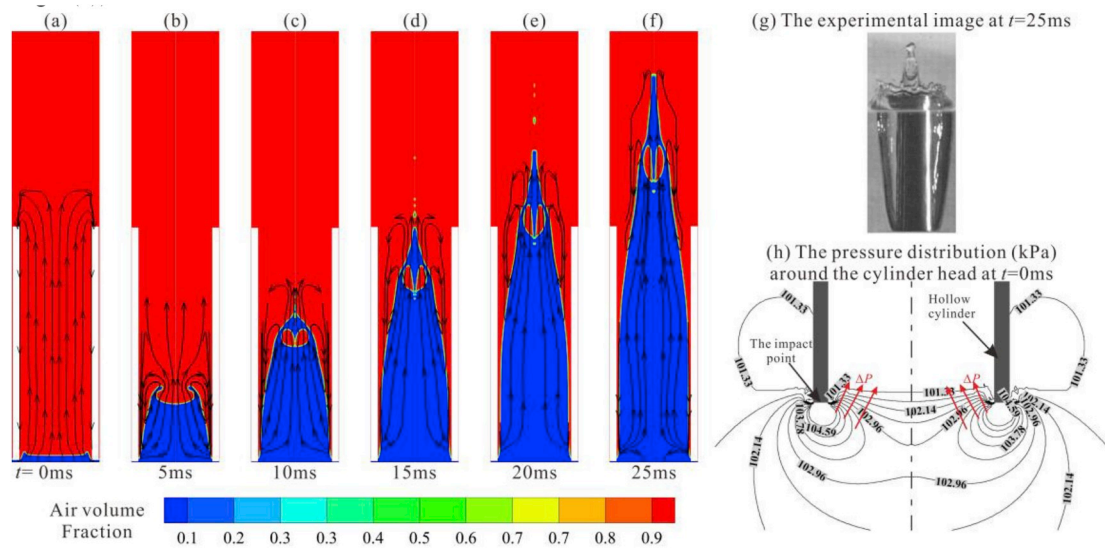 (a)
(b)
(c)
(d)
(e)
(f)
t= 0ms
5ms
10ms
15ms
20ms
25ms
Air volume
Fraction
0.1 0.2 0.3 0.3 0.4 0.5 0.6 0.7 0.7 0.8 0.9
(g) The experimental image at t=25ms
(h) The pressure distribution (kPa)
around the cylinder head at t=0ms
101.33
101.33
Hollow
cylinder
The impact
point
101.33
101.33
101.33
101.33
ΔP
ΔP
102.14
102.14
102.96
102.96
102.96
103.78
103.78
104.59
102.14
102.96
102.14